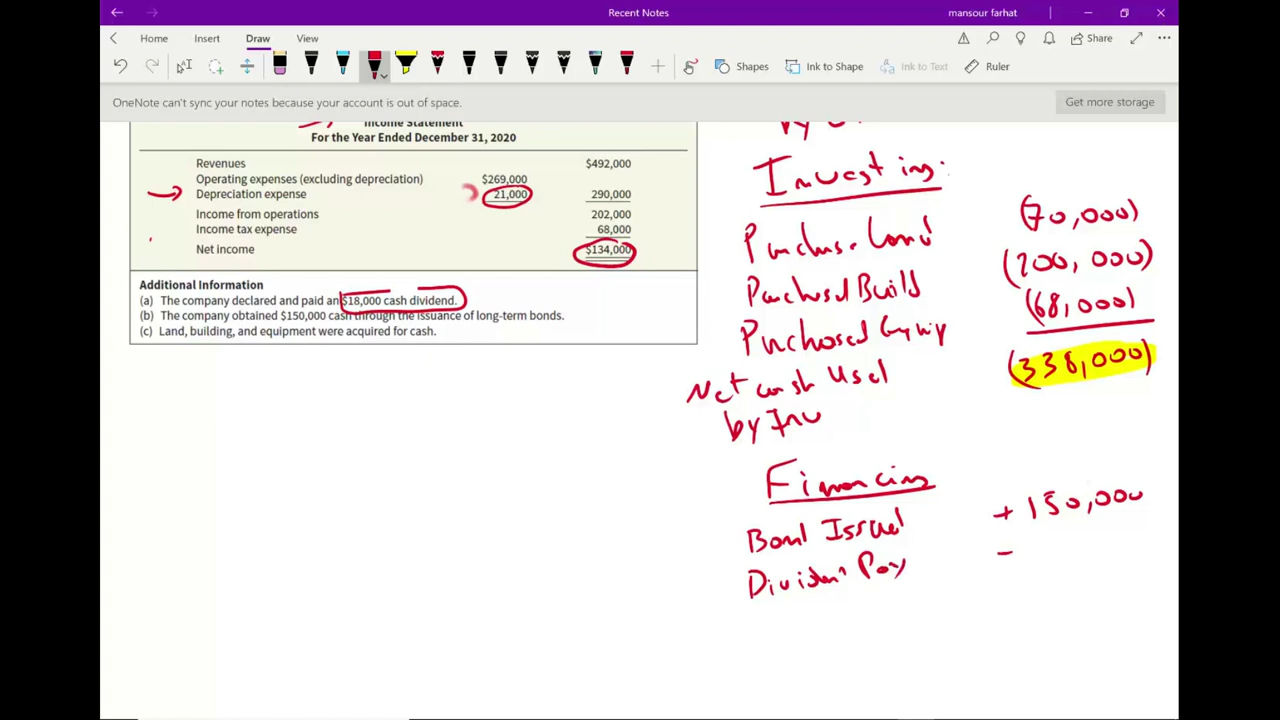 Recent Notes
mansour farhat
Home Insert Draw View
Share
Shapes Ink to Shape Ink to Text Ruler
OneNote can't sync your notes because your account is out of space.
Get more storage
Income Statement
For the Year Ended December 31, 2020
Revenues $492,000
Operating expenses (excluding depreciation) $269,000
Depreciation expense 21,000 290,000
Income from operations 202,000
Income tax expense 68,000
Net income $134,000
Additional Information
(a) The company declared and paid an $18,000 cash dividend.
(b) The company obtained $150,000 cash through the issuance of long-term bonds.
(c) Land, building, and equipment were acquired for cash.
by
Investing:
Purchase Land (70,000)
Purchased Build (200,000)
Purchased Equip (68,000)
Net cash Used (338,000)
by Inv
Financing
Bond Issued +150,000
Dividen Pay -